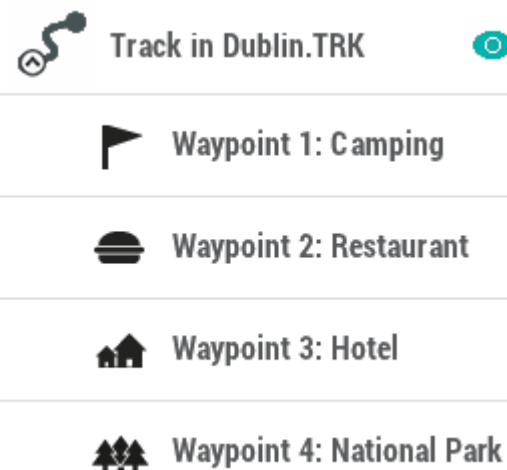 Track in Dublin.TRK
Waypoint 1: Camping
Waypoint 2: Restaurant
Waypoint 3: Hotel
Waypoint 4: National Park